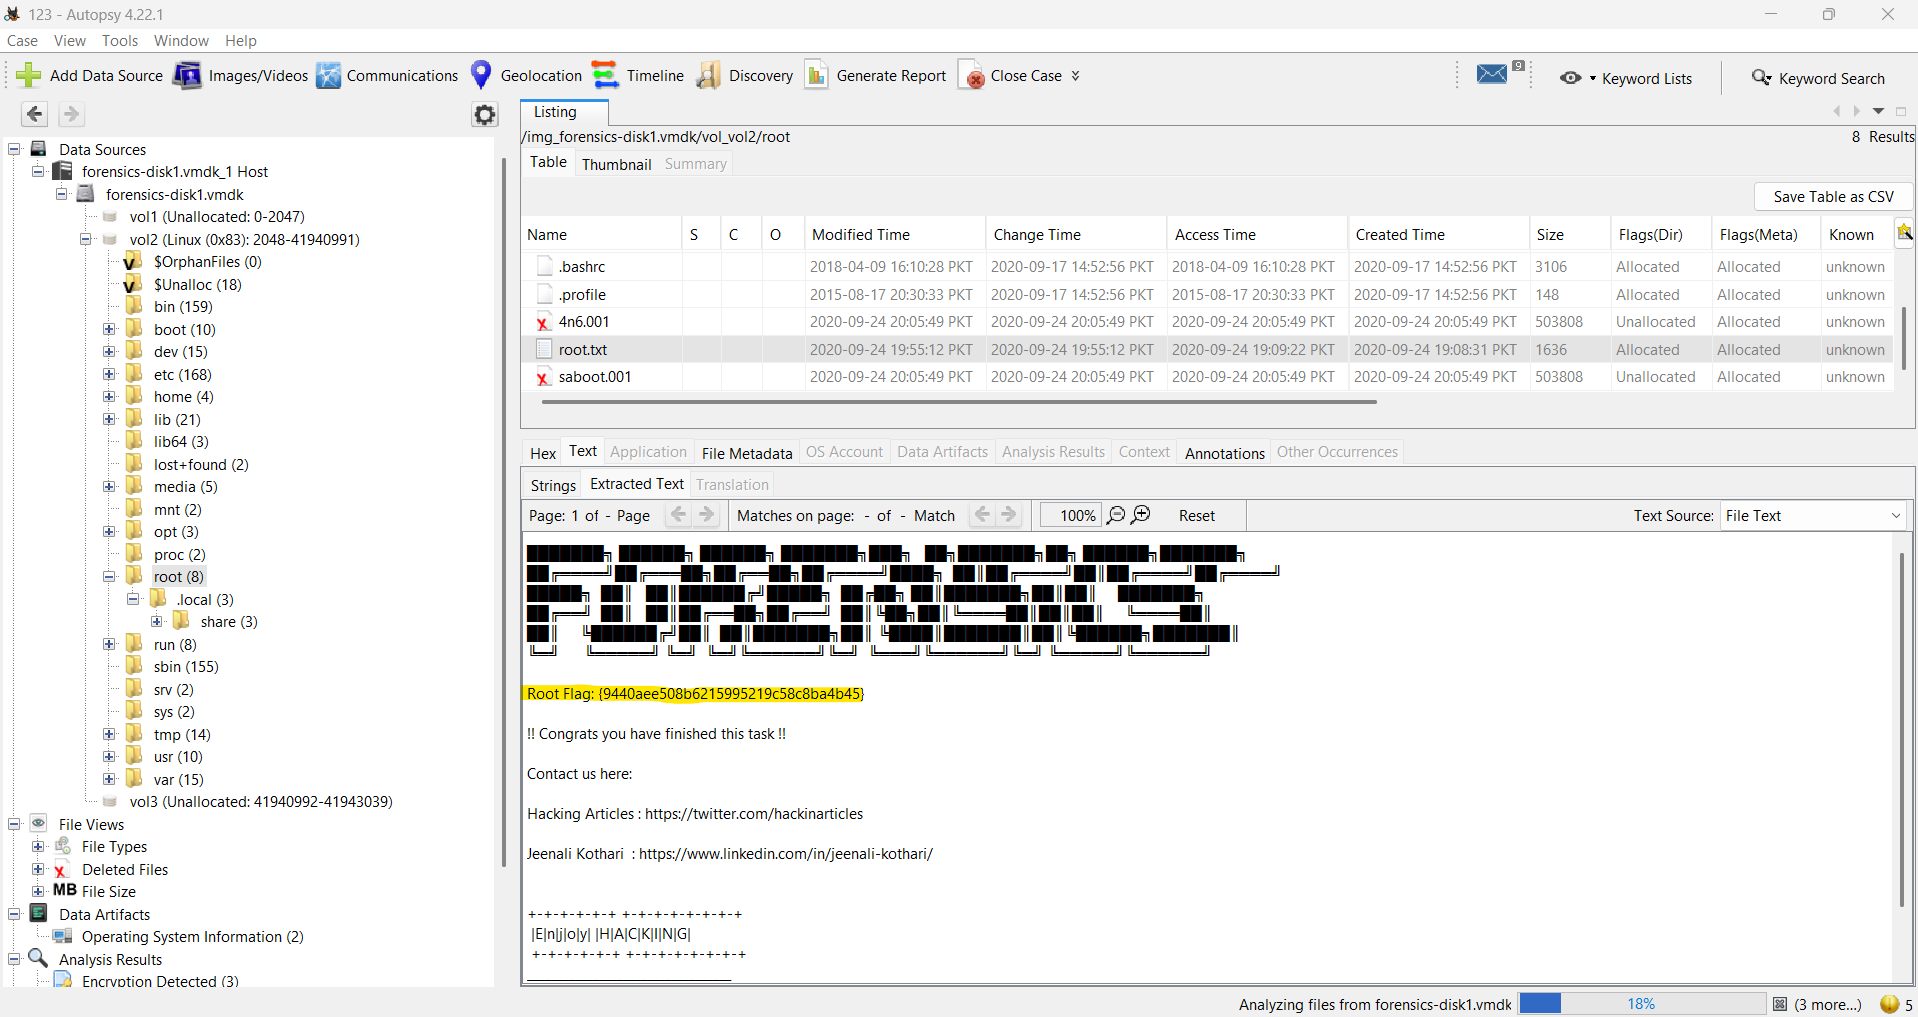 123 - Autopsy 4.22.1
Case View Tools Window Help
Add Data Source Images/Videos Communications Geolocation Timeline Discovery Generate Report Close Case 9 Keyword Lists Keyword Search
Data Sources
forensics-disk1.vmdk_1 Host
forensics-disk1.vmdk
vol1 (Unallocated: 0-2047)
vol2 (Linux (0x83): 2048-41940991)
$OrphanFiles (0)
$Unalloc (18)
bin (159)
boot (10)
dev (15)
etc (168)
home (4)
lib (21)
lib64 (3)
lost+found (2)
media (5)
mnt (2)
opt (3)
proc (2)
root (8)
.local (3)
share (3)
run (8)
sbin (155)
srv (2)
sys (2)
tmp (14)
usr (10)
var (15)
vol3 (Unallocated: 41940992-41943039)
File Views
File Types
Deleted Files
MB File Size
Data Artifacts
Operating System Information (2)
Analysis Results
Encryption Detected (3)
Listing
/img_forensics-disk1.vmdk/vol_vol2/root
8 Results
Table Thumbnail Summary
Save Table as CSV
Name S C O Modified Time Change Time Access Time Created Time Size Flags(Dir) Flags(Meta) Known
.bashrc 2018-04-09 16:10:28 PKT 2020-09-17 14:52:56 PKT 2018-04-09 16:10:28 PKT 2020-09-17 14:52:56 PKT 3106 Allocated Allocated unknown
.profile 2015-08-17 20:30:33 PKT 2020-09-17 14:52:56 PKT 2015-08-17 20:30:33 PKT 2020-09-17 14:52:56 PKT 148 Allocated Allocated unknown
4n6.001 2020-09-24 20:05:49 PKT 2020-09-24 20:05:49 PKT 2020-09-24 20:05:49 PKT 2020-09-24 20:05:49 PKT 503808 Unallocated Allocated unknown
root.txt 2020-09-24 19:55:12 PKT 2020-09-24 19:55:12 PKT 2020-09-24 19:09:22 PKT 2020-09-24 19:08:31 PKT 1636 Allocated Allocated unknown
saboot.001 2020-09-24 20:05:49 PKT 2020-09-24 20:05:49 PKT 2020-09-24 20:05:49 PKT 2020-09-24 20:05:49 PKT 503808 Unallocated Allocated unknown
Hex Text Application File Metadata OS Account Data Artifacts Analysis Results Context Annotations Other Occurrences
Strings Extracted Text Translation
Page: 1 of - Page Matches on page: - of - Match 100% Reset Text Source: File Text
Root Flag: {9440aee508b6215995219c58c8ba4b45}
!! Congrats you have finished this task !!
Contact us here:
Hacking Articles : https://twitter.com/hackinarticles
Jeenali Kothari : https://www.linkedin.com/in/jeenali-kothari/
+-+-+-+-+-+ +-+-+-+-+-+-+-+
|E|n|j|o|y| |H|A|C|K|I|N|G|
+-+-+-+-+-+ +-+-+-+-+-+-+-+
Analyzing files from forensics-disk1.vmdk 18% (3 more...) 5